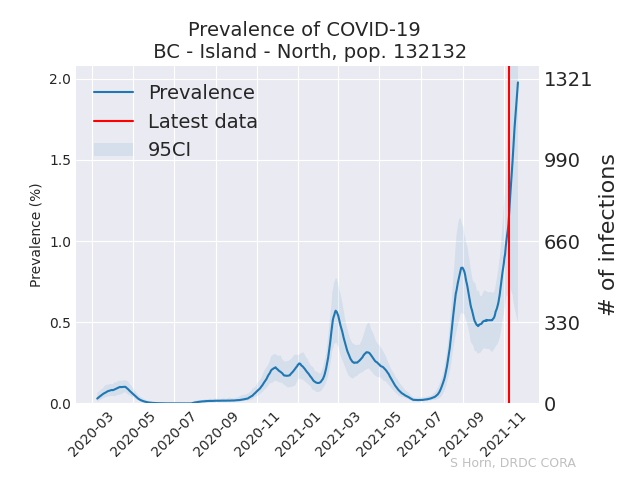 Prevalence of COVID-19
BC - Island - North, pop. 132132
Prevalence
Latest data
95CI
Prevalence (%)
2.0
1.5
1.0
0.5
0.0
1321
990
660
330
0
# of infections
2020-03
2020-05
2020-07
2020-09
2020-11
2021-01
2021-03
2021-05
2021-07
2021-09
2021-11
S Horn, DRDC CORA